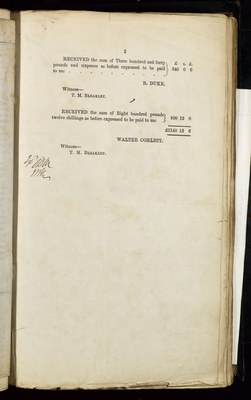 2
RECEIVED the sum of Three hundred and forty £ s. d.
pounds and sixpence as before expressed to be paid 340 0 6
to me
R. DUKE.
Witness—
T. M. BLEAKLEY.
RECEIVED the sum of Eight hundred pounds
twelve shillings as before expressed to be paid to me 800 12 0
£1140 12 6
WALTER CORLETT.
Witness—
T. M. BLEAKLEY.